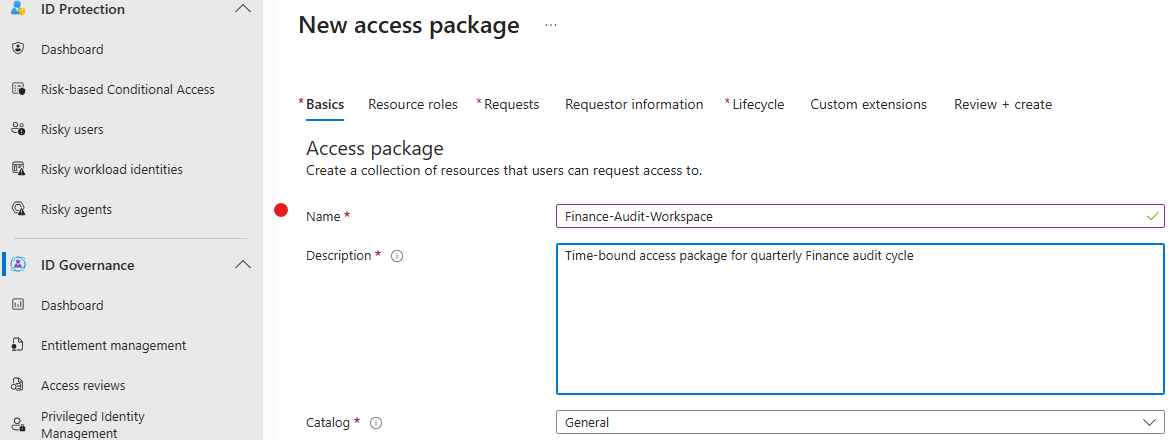 ID Protection
Dashboard
Risk-based Conditional Access
Risky users
Risky workload identities
Risky agents
ID Governance
Dashboard
Entitlement management
Access reviews
Privileged Identity
Management
New access package ...
* Basics Resource roles * Requests Requestor information * Lifecycle Custom extensions Review + create
Access package
Create a collection of resources that users can request access to.
Name * Finance-Audit-Workspace
Description * Time-bound access package for quarterly Finance audit cycle
Catalog * General